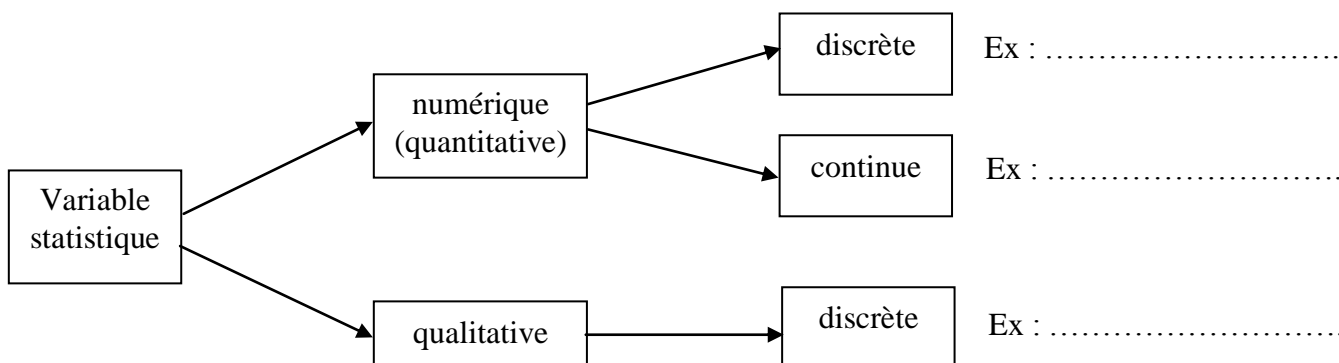 discrète
Ex : ………………………
numérique
(quantitative)
continue
Ex : ………………………
Variable
statistique
qualitative
discrète
Ex : ………………………